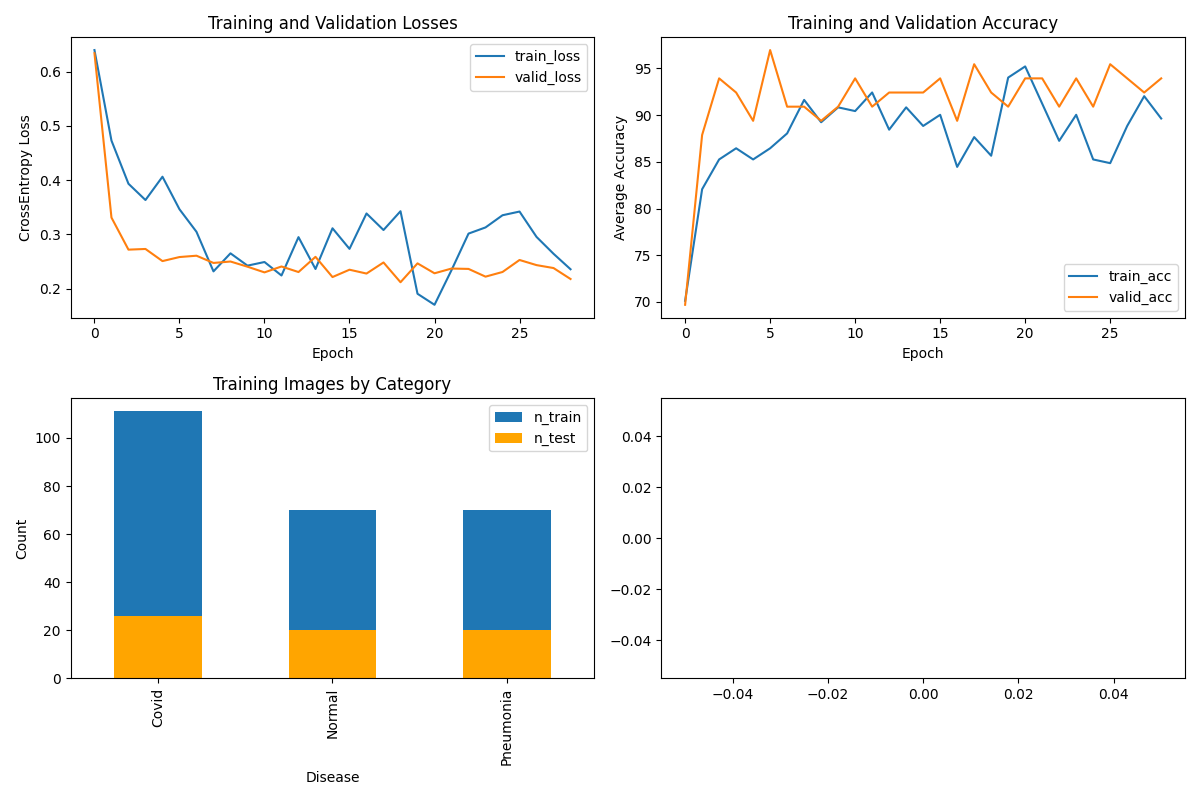 Training and Validation Losses
train_loss
valid_loss
0.6
0.5
0.4
0.3
0.2
CrossEntropy Loss
0 5 10 15 20 25
Epoch
Training and Validation Accuracy
95
90
85
80
75
70
Average Accuracy
train_acc
valid_acc
0 5 10 15 20 25
Epoch
Training Images by Category
n_train
n_test
100
80
60
40
20
0
Count
Covid Normal Pneumonia
Disease
0.04
0.02
0.00
−0.02
−0.04
−0.04 −0.02 0.00 0.02 0.04